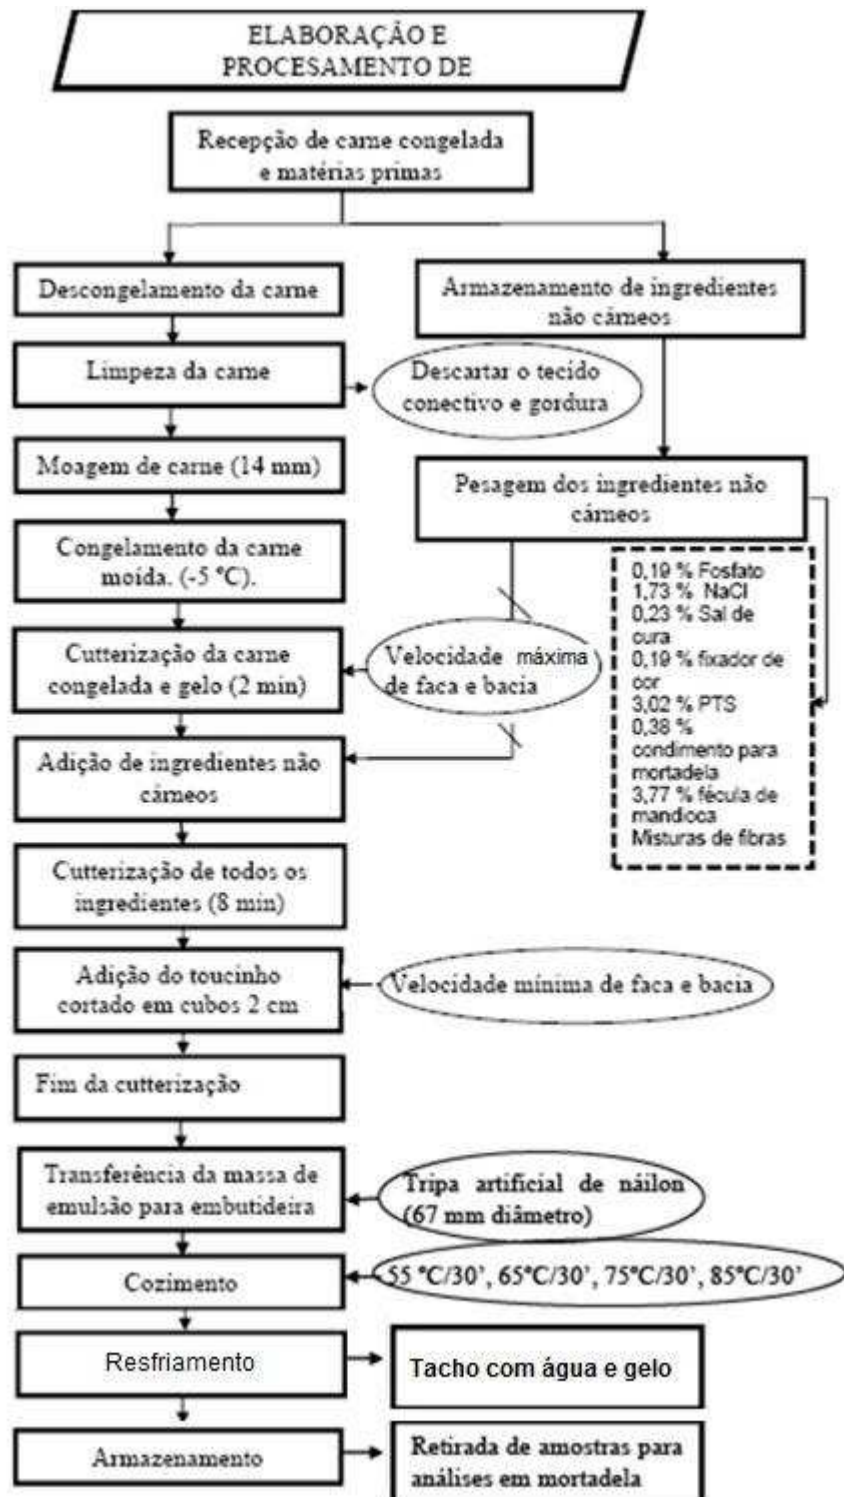 ELABORAÇÃO E
PROCESAMENTO DE
Recepção de carne congelada
e matérias primas
Descongelamento da carne
Armazenamento de ingredientes
não cárneos
Limpeza da carne
Descartar o tecido
conectivo e gordura
Moagem de carne (14 mm)
Pesagem dos ingredientes não
cárneos
Congelamento da carne
moída. (-5 ºC).
0,19 % Fosfato
1,73 % NaCl
0,23 % Sal de
cura
0,19 % fixador de
cor
3,02 % PTS
0,38 %
condimento para
mortadela
3,77 % fécula de
mandioca
Misturas de fibras
Cutterização da carne
congelada e gelo (2 min)
Velocidade máxima
de faca e bacia
Adição de ingredientes não
cárneos
Cutterização de todos os
ingredientes (8 min)
Adição do toucinho
cortado em cubos 2 cm
Velocidade mínima de faca e bacia
Fim da cutterização
Transferência da massa de
emulsão para embutideira
Tripa artificial de náilon
(67 mm diâmetro)
Cozimento
55 ºC/30’, 65ºC/30’, 75ºC/30’, 85ºC/30’
Resfriamento
Tacho com água e gelo
Armazenamento
Retirada de amostras para
análises em mortadela